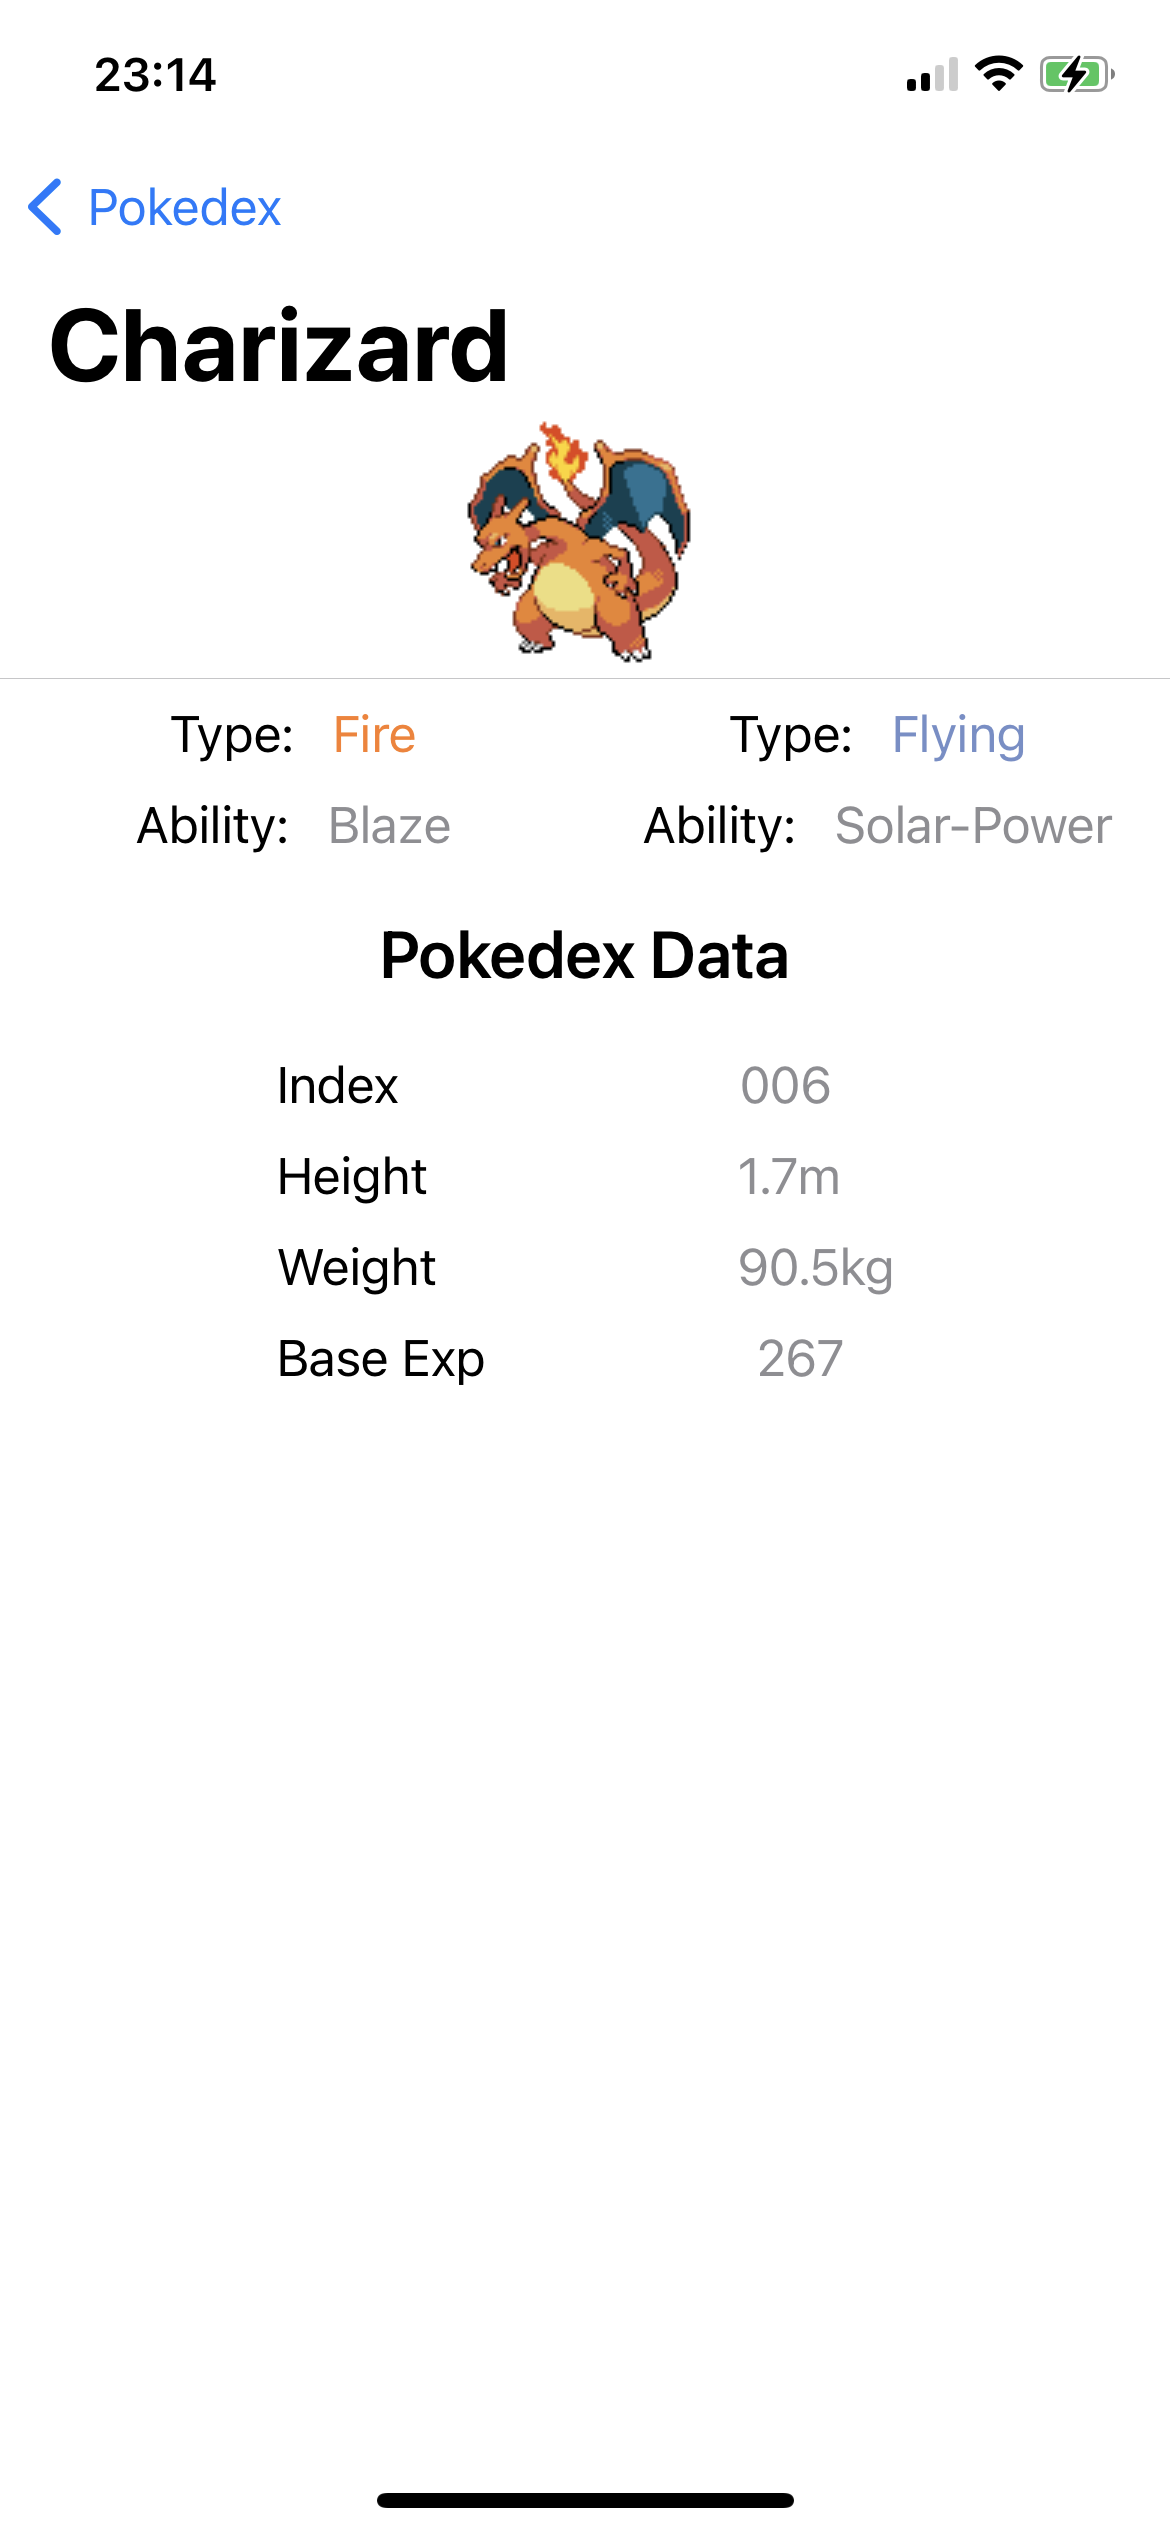 23:14
Pokedex
Charizard
Type: Fire Type: Flying
Ability: Blaze Ability: Solar-Power
Pokedex Data
Index 006
Height 1.7m
Weight 90.5kg
Base Exp 267